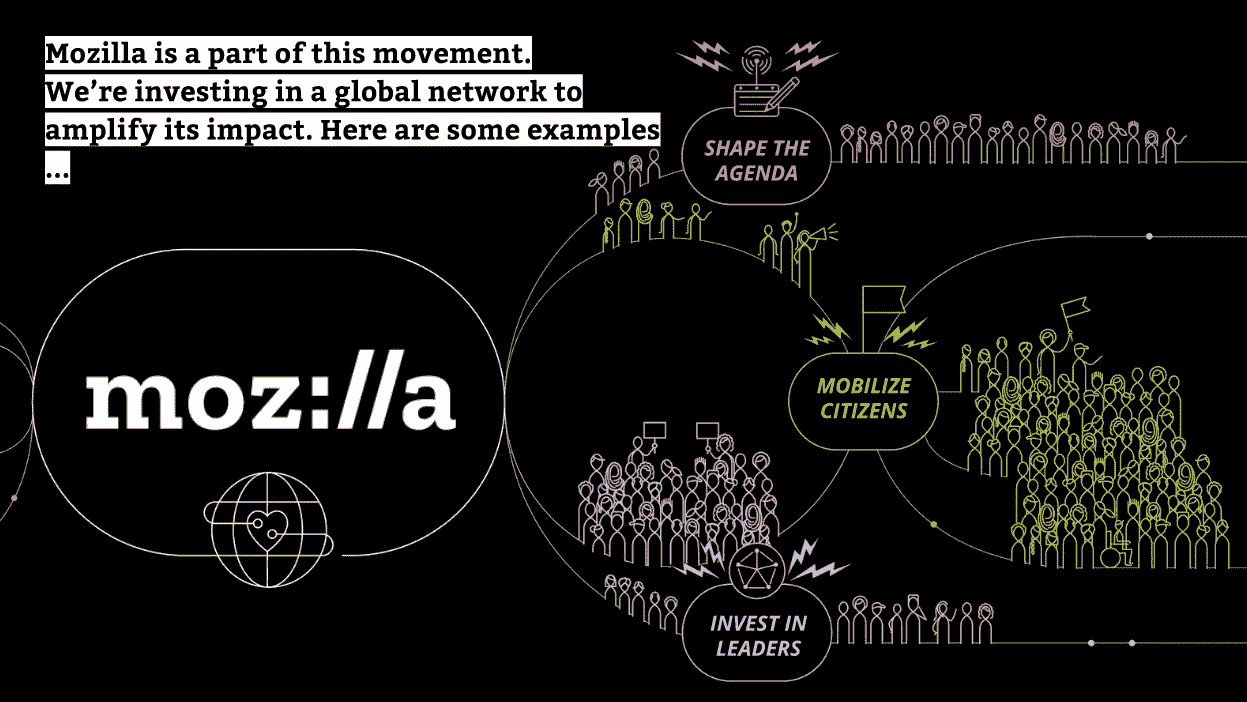 Mozilla is a part of this movement.
We’re investing in a global network to
amplify its impact. Here are some examples
...
SHAPE THE
AGENDA
moz://a
MOBILIZE
CITIZENS
INVEST IN
LEADERS